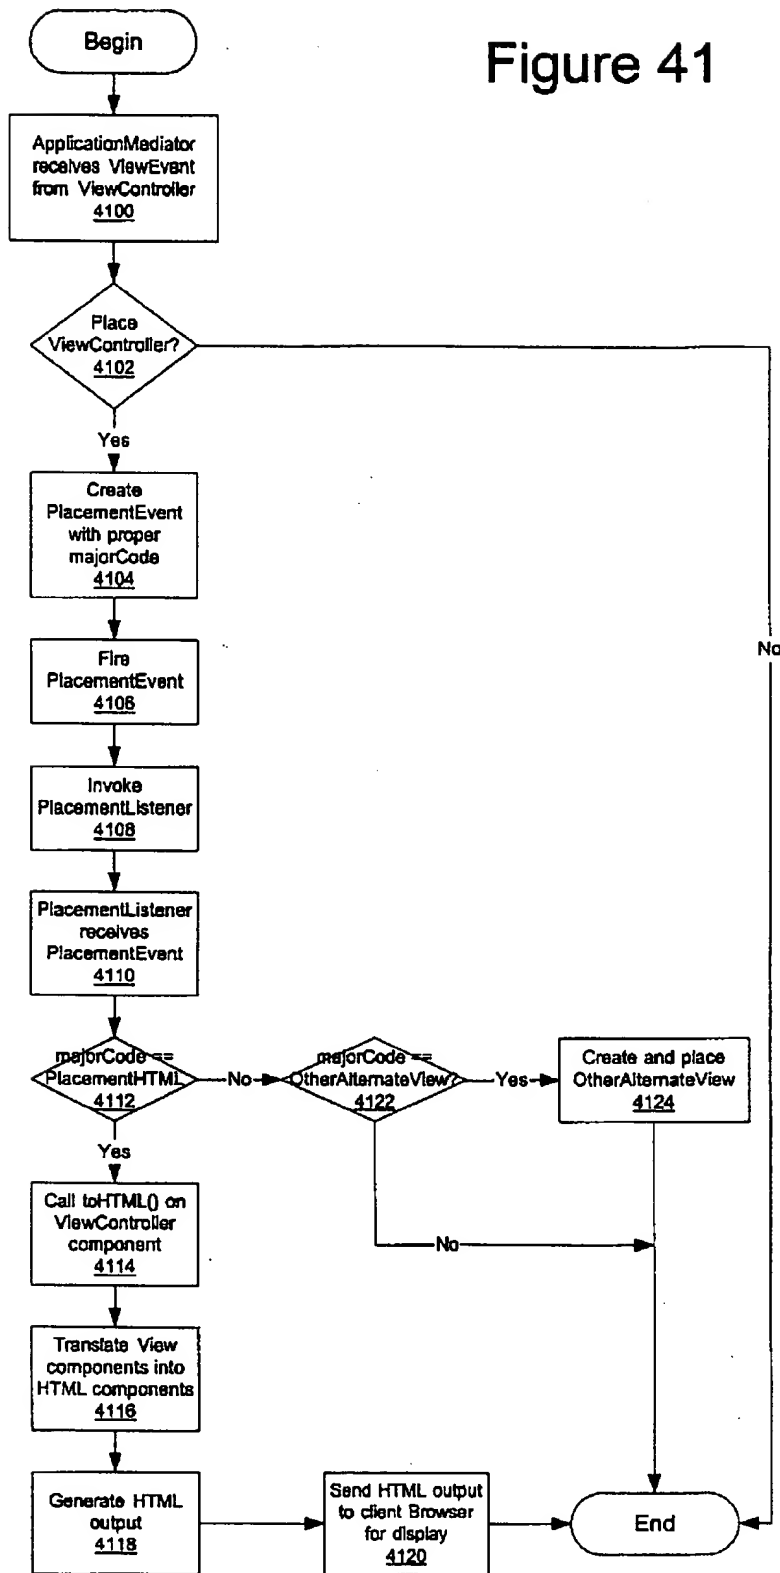 Begin
Figure 41
ApplicationMediator
receives ViewEvent
from ViewController
4100
Place
ViewController?
4102
Yes
Create
PlacementEvent
with proper
majorCode
4104
No
Fire
PlacementEvent
4106
Invoke
PlacementListener
4108
PlacementListener
receives
PlacementEvent
4110
majorCode ==
PlacementHTML
4112
No
majorCode ==
OtherAlternateView?
4122
Yes
Create and place
OtherAlternateView
4124
Yes
Call toHTML() on
ViewController
component
4114
No
Translate View
components into
HTML components
4116
Generate HTML
output
4118
Send HTML output
to client Browser
for display
4120
End